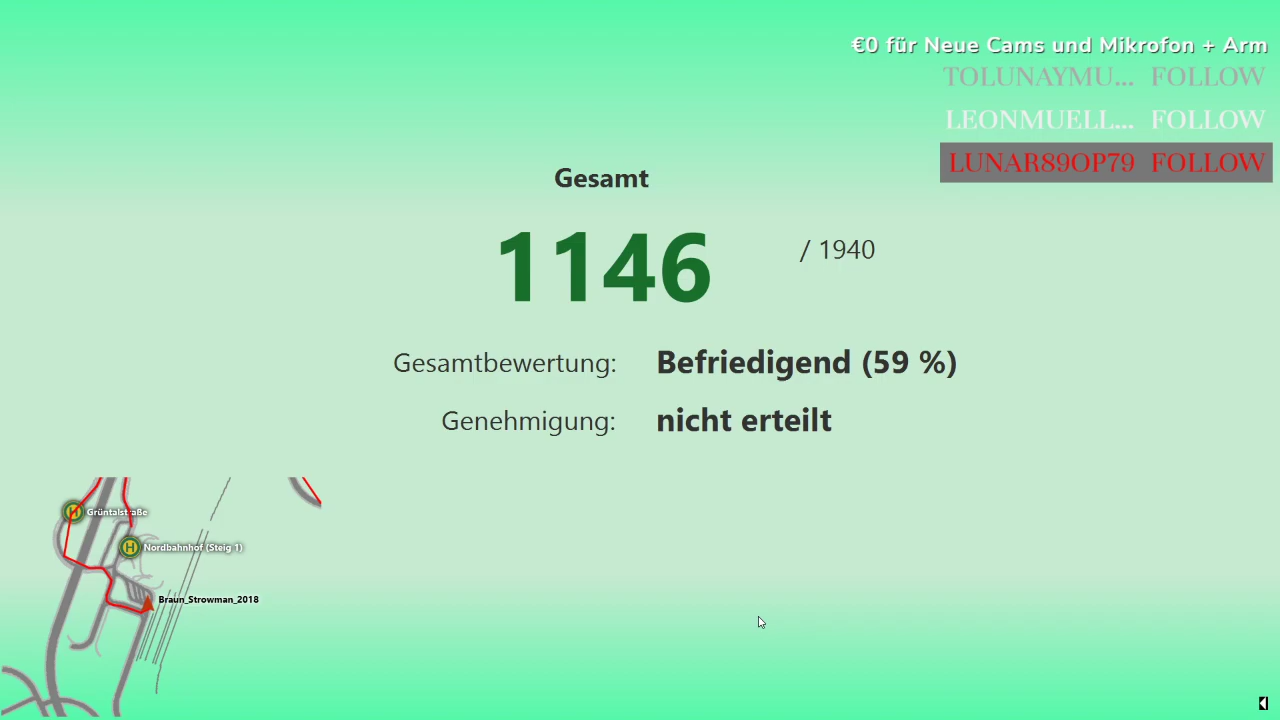 €0 für Neue Cams und Mikrofon + Arm
TOLUNAYMU... FOLLOW
LEONMUELL... FOLLOW
LUNAR89OP79 FOLLOW
Gesamt
1146 / 1940
Gesamtbewertung: Befriedigend (59 %)
Genehmigung: nicht erteilt
H Grüntalstraße
H Nordbahnhof (Steig 1)
Braun_Strowman_2018